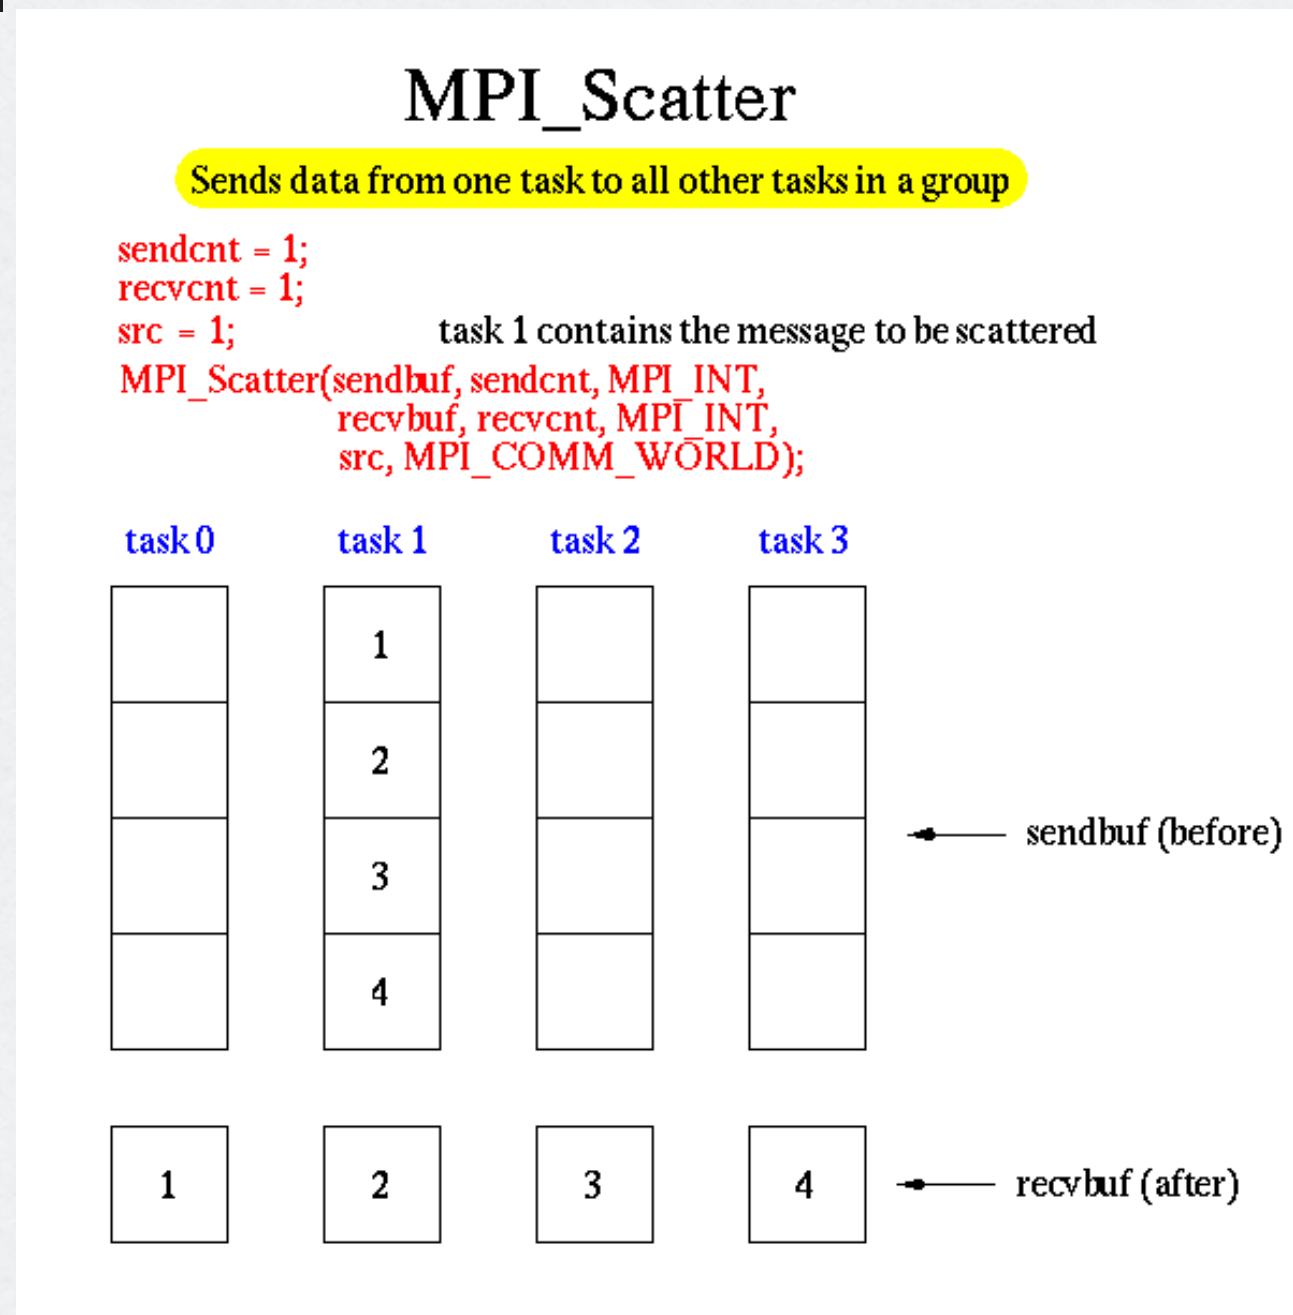 MPI_Scatter
Sends data from one task to all other tasks in a group
sendcnt = 1;
recvcnt = 1;
src = 1; task 1 contains the message to be scattered
MPI_Scatter(sendbuf, sendcnt, MPI_INT,
recvbuf, recvcnt, MPI_INT,
src, MPI_COMM_WORLD);
task 0 task 1 task 2 task 3
1
2
3
sendbuf (before)
4
1 2 3 4 recvbuf (after)